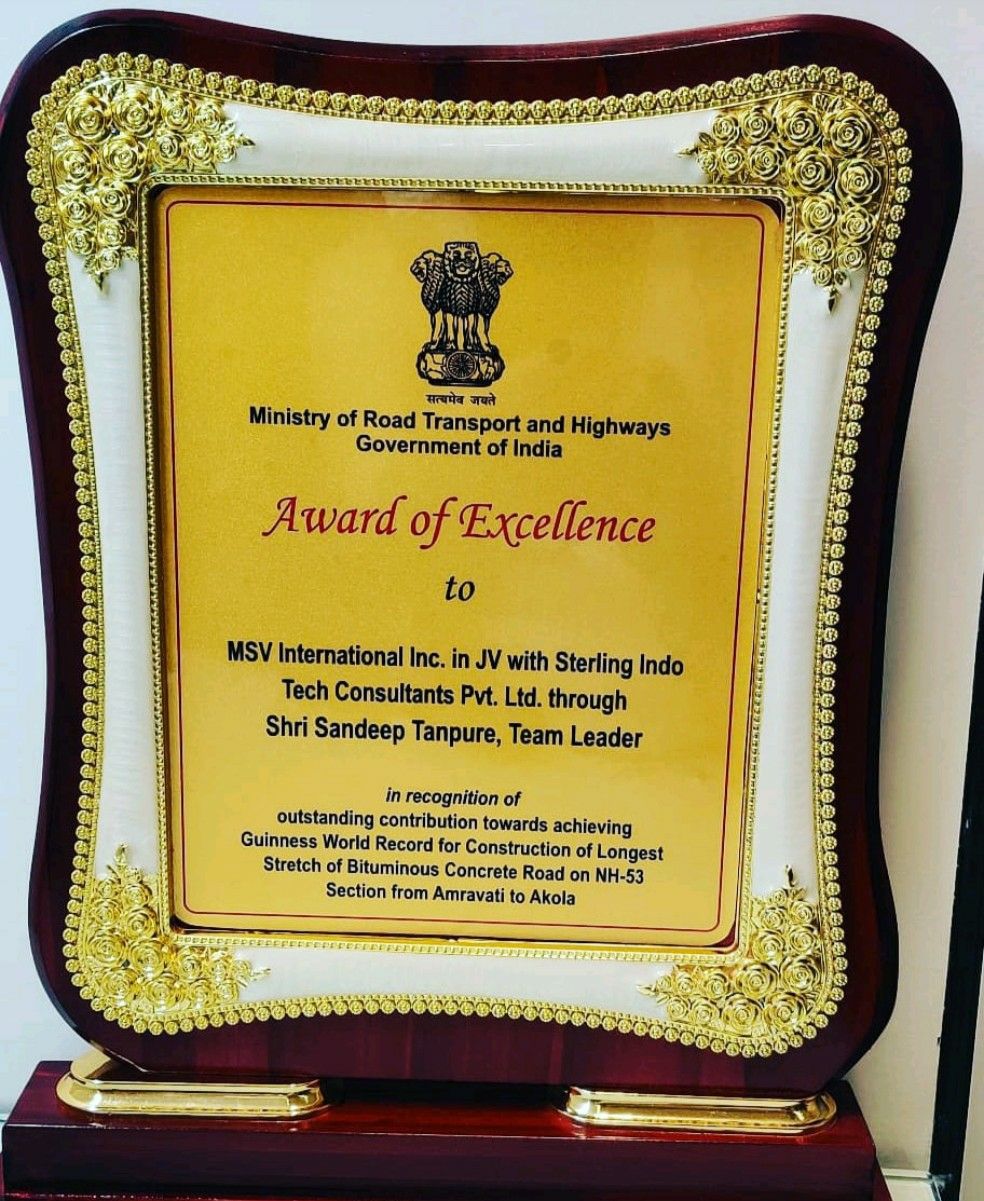 सत्यमेव जयते
Ministry of Road Transport and Highways
Government of India
Award of Excellence
to
MSV International Inc. in JV with Sterling Indo
Tech Consultants Pvt. Ltd. through
Shri Sandeep Tanpure, Team Leader
in recognition of
outstanding contribution towards achieving
Guinness World Record for Construction of Longest
Stretch of Bituminous Concrete Road on NH-53
Section from Amravati to Akola